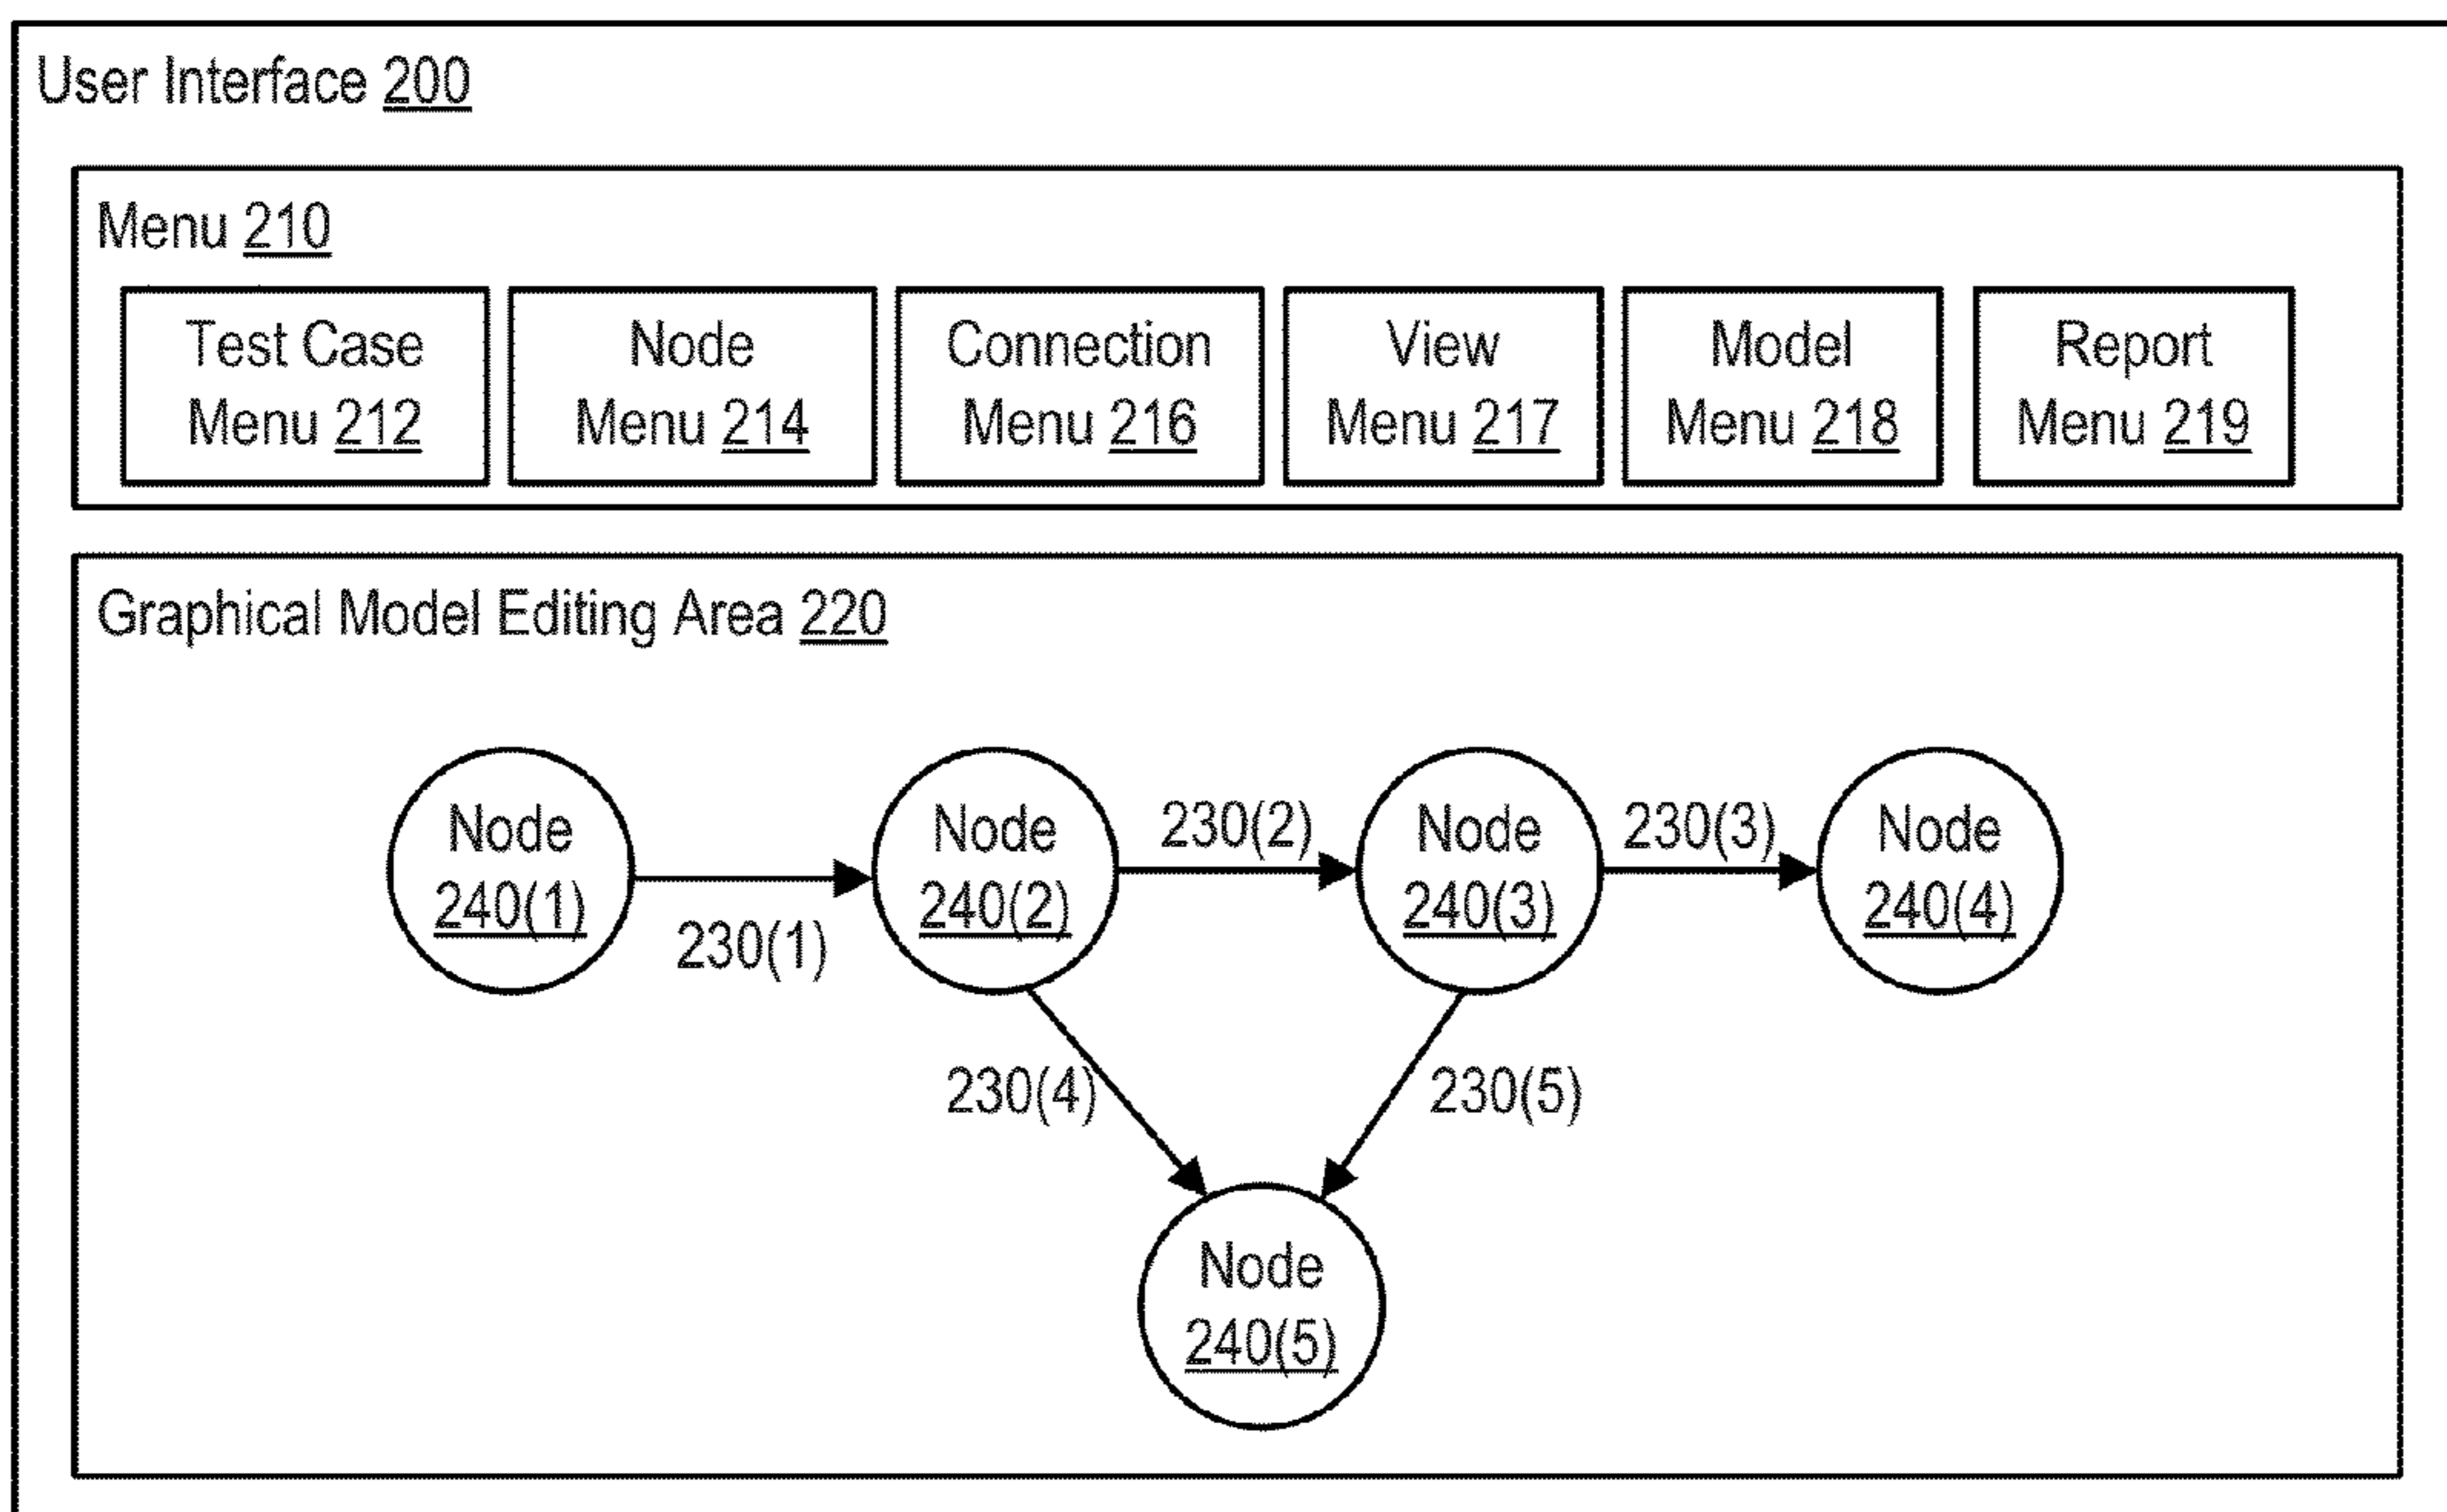 User Interface 200
Menu 210
Test Case
Menu 212
Node
Menu 214
Connection
Menu 216
View
Menu 217
Model
Menu 218
Report
Menu 219
Graphical Model Editing Area 220
Node
240(1)
230(1)
Node
240(2)
230(2)
Node
240(3)
230(3)
Node
240(4)
230(4)
230(5)
Node
240(5)